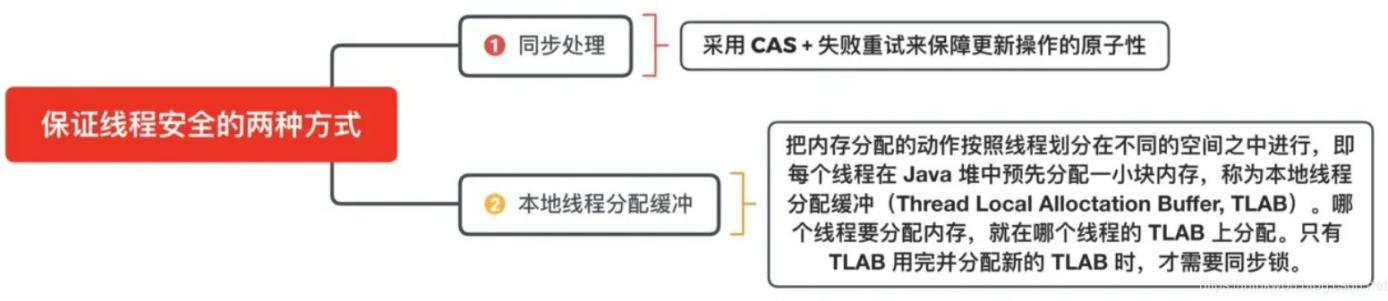 保证线程安全的两种方式
1 同步处理
采用 CAS + 失败重试来保障更新操作的原子性
2 本地线程分配缓冲
把内存分配的动作按照线程划分在不同的空间之中进行，即
每个线程在 Java 堆中预先分配一小块内存，称为本地线程
分配缓冲（Thread Local Alloctation Buffer, TLAB）。哪
个线程要分配内存，就在哪个线程的 TLAB 上分配。只有
TLAB 用完并分配新的 TLAB 时，才需要同步锁。